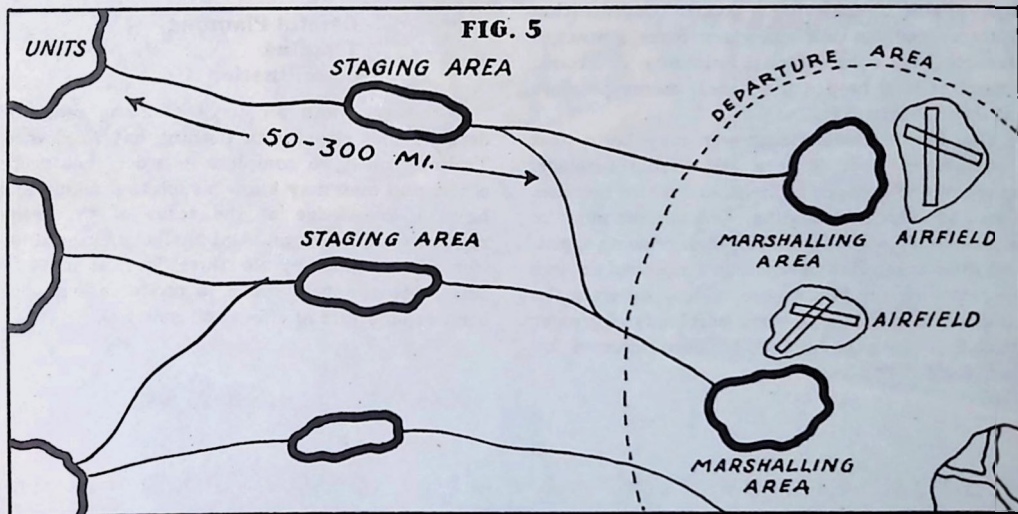 FIG. 5
UNITS
STAGING AREA
50-300 MI.
DEPARTURE AREA
MARSHALLING
AREA
AIRFIELD
STAGING AREA
AIRFIELD
MARSHALLING
AREA